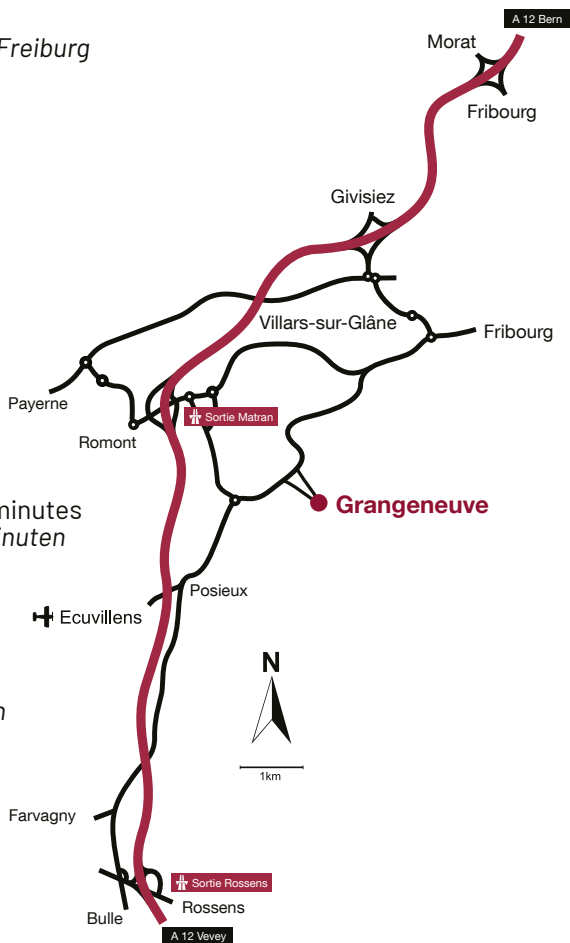 A 12 Bern
Freiburg
Morat
Fribourg
Givisiez
Villars-sur-Glâne
Fribourg
Payerne
Sortie Matran
Romont
Grangeneuve
minutes
inuten
Posieux
Ecuvillens
N
n
1km
Farvagny
Sortie Rossens
Rossens
Bulle
A 12 Vevey